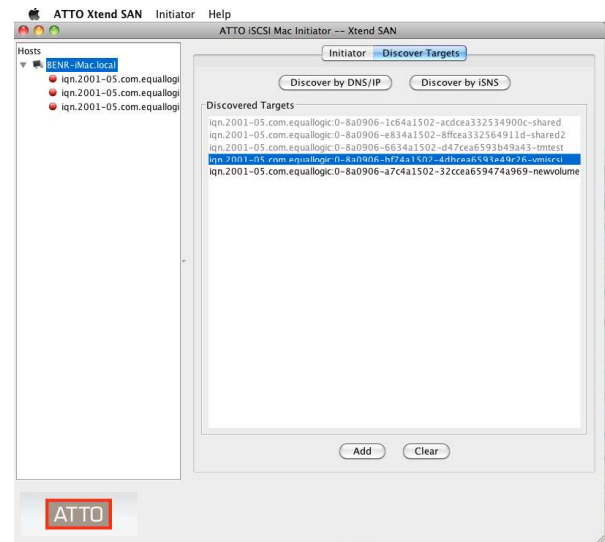 ATTO Xtend SAN Initiator Help
ATTO iSCSI Mac Initiator -- Xtend SAN
Hosts
BENR-iMac.local
iqn.2001-05.com.equallogi
iqn.2001-05.com.equallogi
iqn.2001-05.com.equallogi
Initiator Discover Targets
Discover by DNS/IP Discover by iSNS
Discovered Targets
iqn.2001-05.com.equallogic:0-8a0906-1c64a1502-acdcea332534900c-shared
iqn.2001-05.com.equallogic:0-8a0906-e834a1502-8ffcea332564911d-shared2
iqn.2001-05.com.equallogic:0-8a0906-6634a1502-d47cea6593b49a43-tmtest
iqn.2001-05.com.equallogic:0-8a0906-bf74a1502-4dbcea6593e49c26-vmiscsi
iqn.2001-05.com.equallogic:0-8a0906-a7c4a1502-32ccea659474a969-newvolume
Add Clear
ATTO